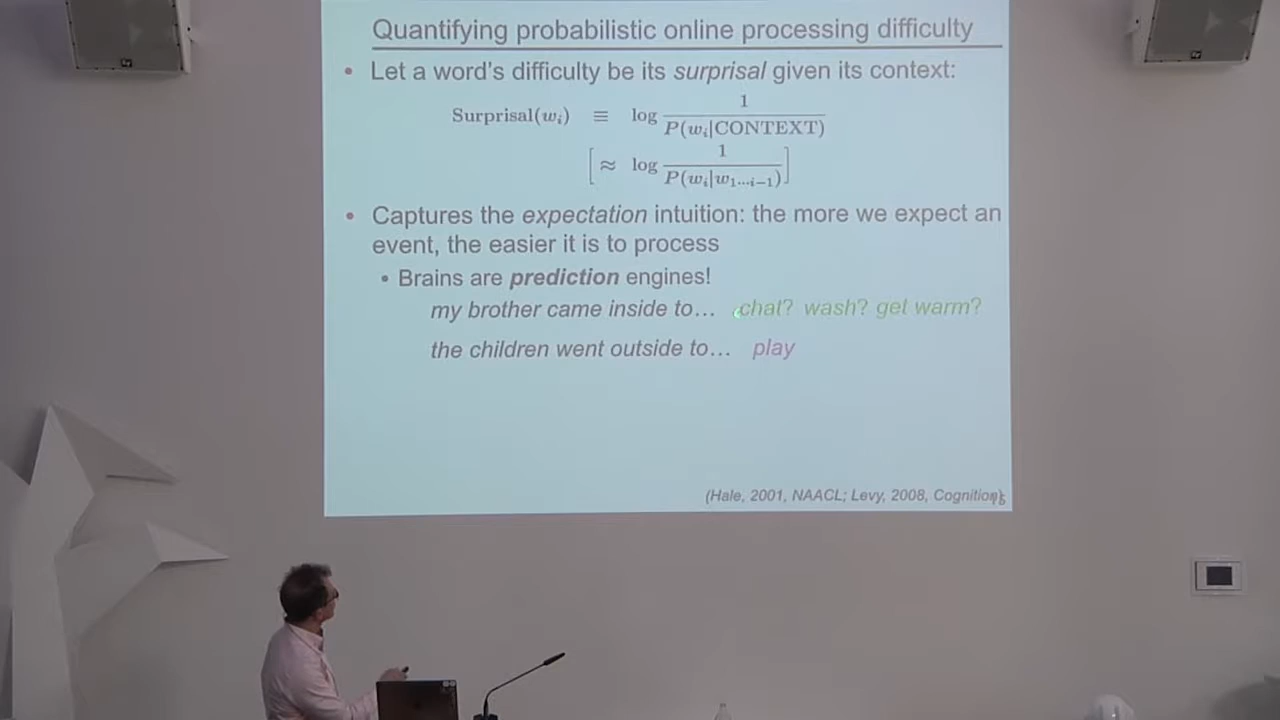 Quantifying probabilistic online processing difficulty
• Let a word's difficulty be its surprisal given its context:
Surprisal(wᵢ) ≡ log 1 / P(wᵢ|CONTEXT)
[≈ log 1 / P(wᵢ|w₁...ᵢ₋₁)]
• Captures the expectation intuition: the more we expect an
event, the easier it is to process
• Brains are prediction engines!
my brother came inside to… chat? wash? get warm?
the children went outside to… play
(Hale, 2001, NAACL; Levy, 2008, Cognition)